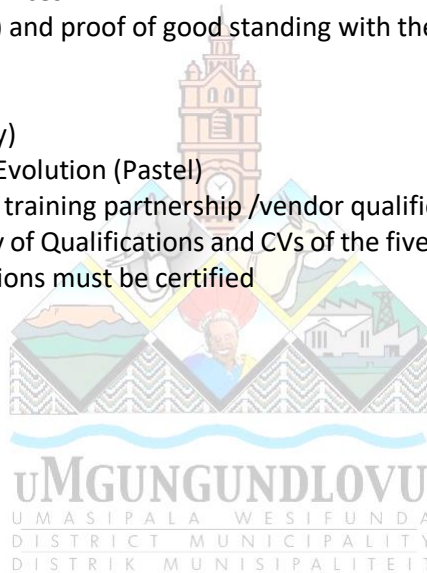 ) and proof of good standing with the
y)
Evolution (Pastel)
training partnership /vendor qualific
y of Qualifications and CVs of the five
ions must be certified
uMGUNGUNDLOVU
UMASIPALA WESIFUNDA
DISTRICT MUNICIPALITY
DISTRIK MUNISIPALITEIT